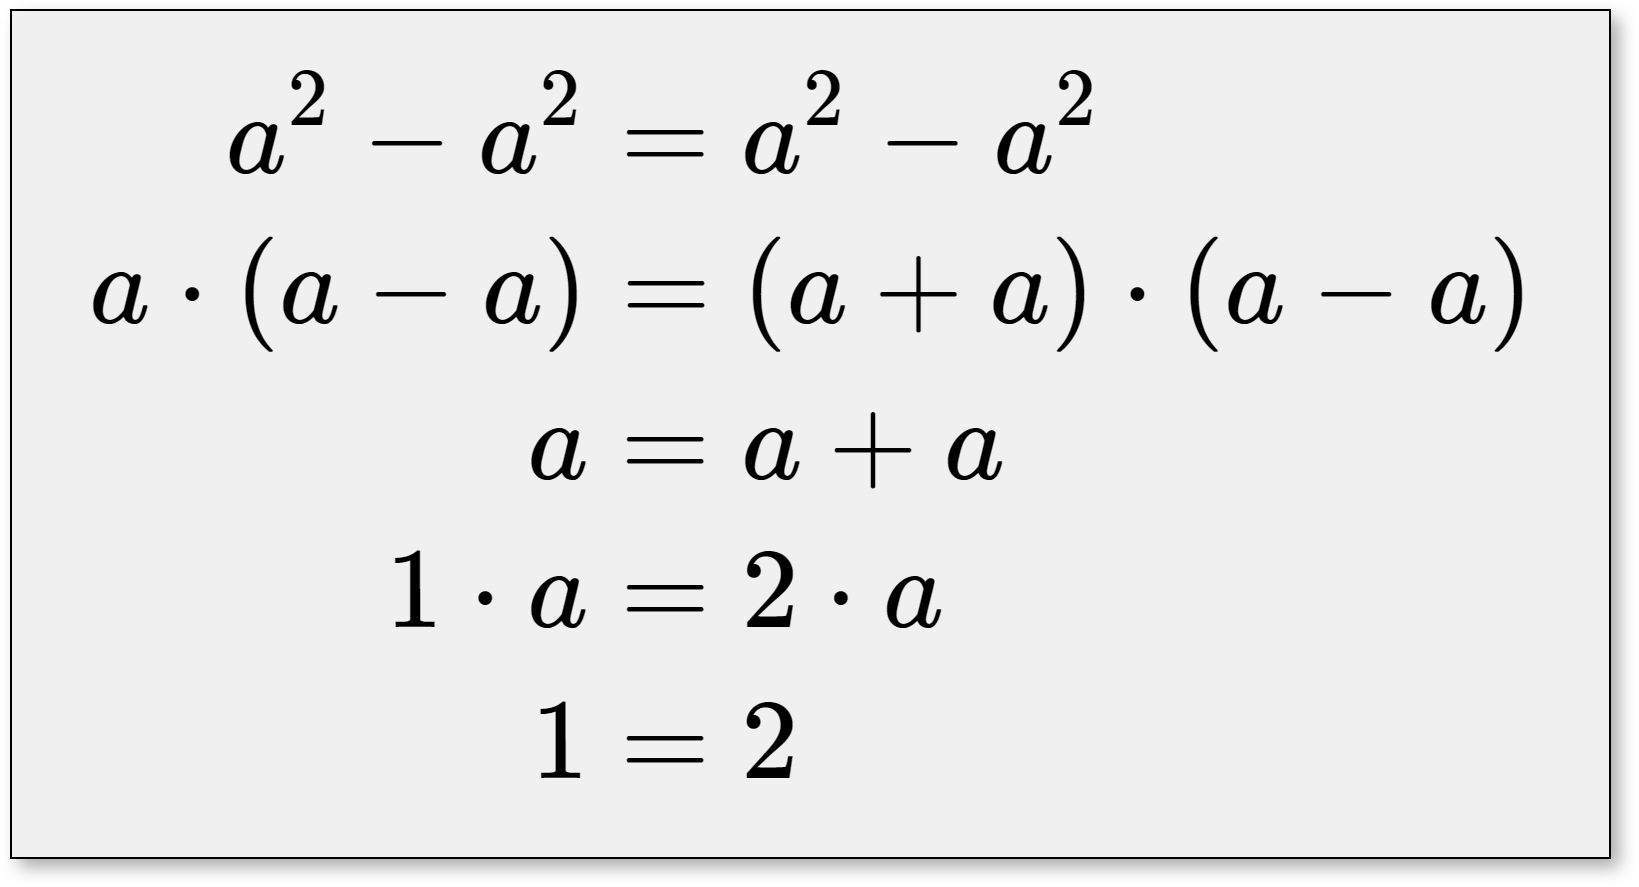 a² − a² = a² − a²
a · (a − a) = (a + a) · (a − a)
a = a + a
1 · a = 2 · a
1 = 2